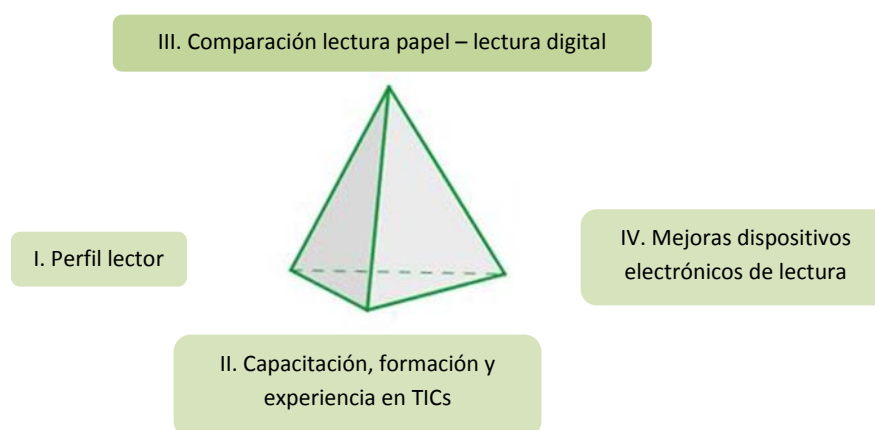 III. Comparación lectura papel – lectura digital
I. Perfil lector
IV. Mejoras dispositivos
electrónicos de lectura
II. Capacitación, formación y
experiencia en TICs